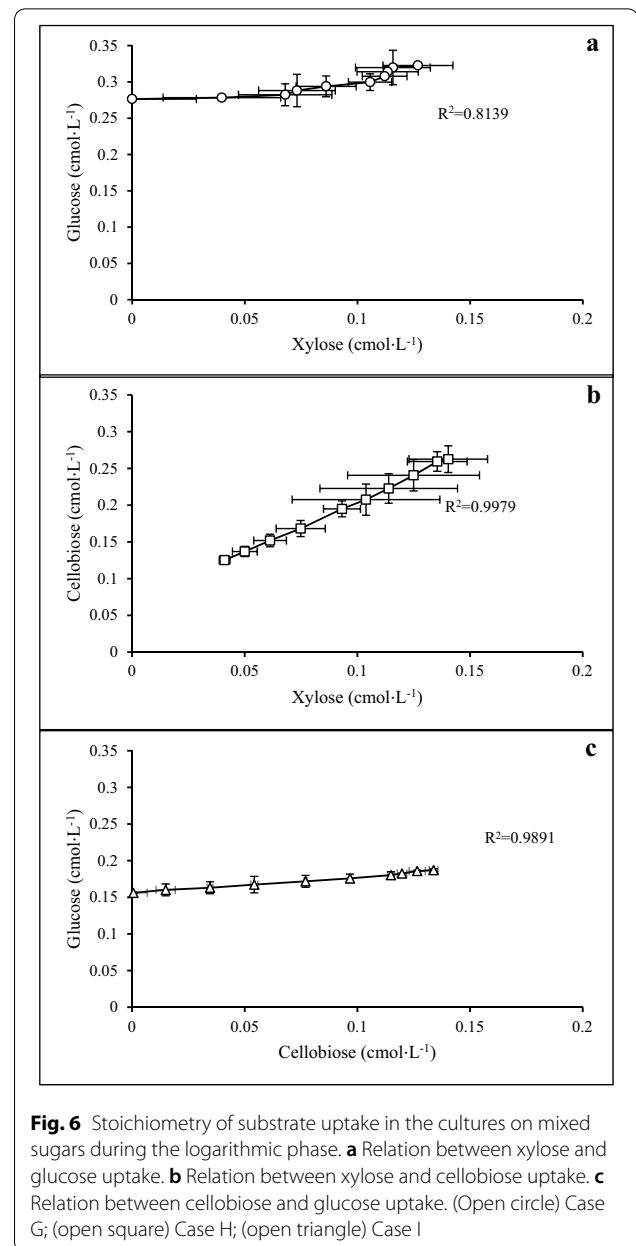 a
0.35
0.3
0.25
0.2
0.15
0.1
0.05
0
Glucose (cmol·L⁻¹)
R²=0.8139
0 0.05 0.1 0.15 0.2
Xylose (cmol·L⁻¹)
b
0.35
0.3
0.25
0.2
0.15
0.1
0.05
0
Cellobiose (cmol·L⁻¹)
R²=0.9979
0 0.05 0.1 0.15 0.2
Xylose (cmol·L⁻¹)
c
0.35
0.3
0.25
0.2
0.15
0.1
0.05
0
Glucose (cmol·L⁻¹)
R²=0.9891
0 0.05 0.1 0.15 0.2
Cellobiose (cmol·L⁻¹)
Fig. 6 Stoichiometry of substrate uptake in the cultures on mixed
sugars during the logarithmic phase. a Relation between xylose and
glucose uptake. b Relation between xylose and cellobiose uptake. c
Relation between cellobiose and glucose uptake. (Open circle) Case
G; (open square) Case H; (open triangle) Case I